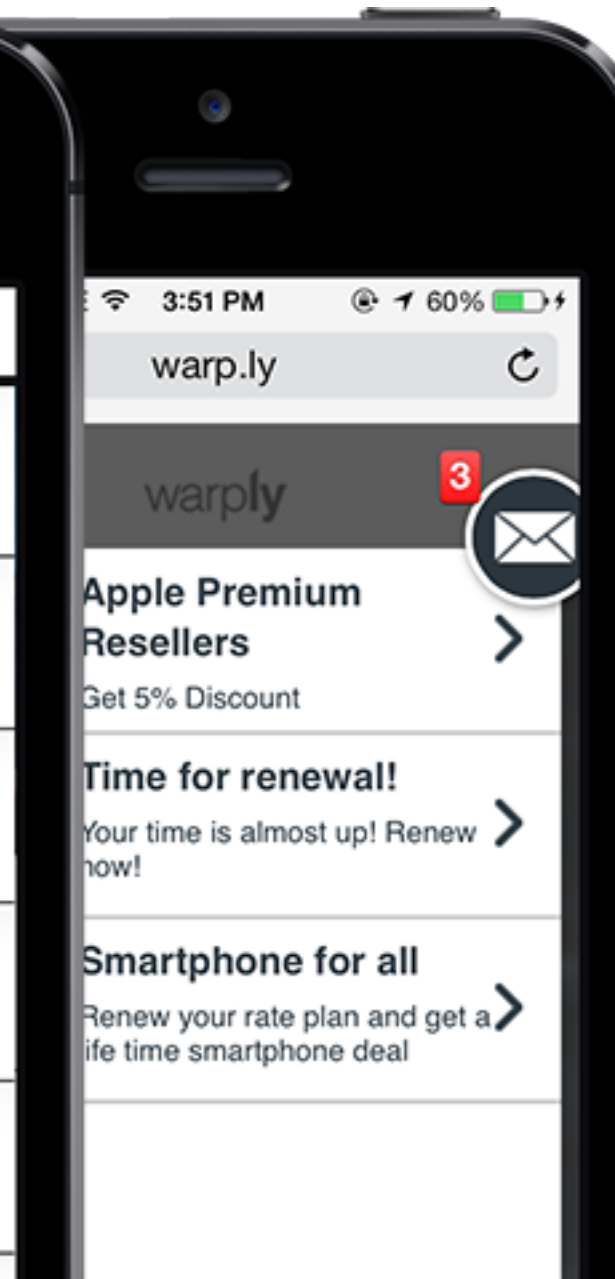 3:51 PM 60%
warp.ly
warply
3
Apple Premium
Resellers
Get 5% Discount
Time for renewal!
Your time is almost up! Renew
now!
Smartphone for all
Renew your rate plan and get a
life time smartphone deal